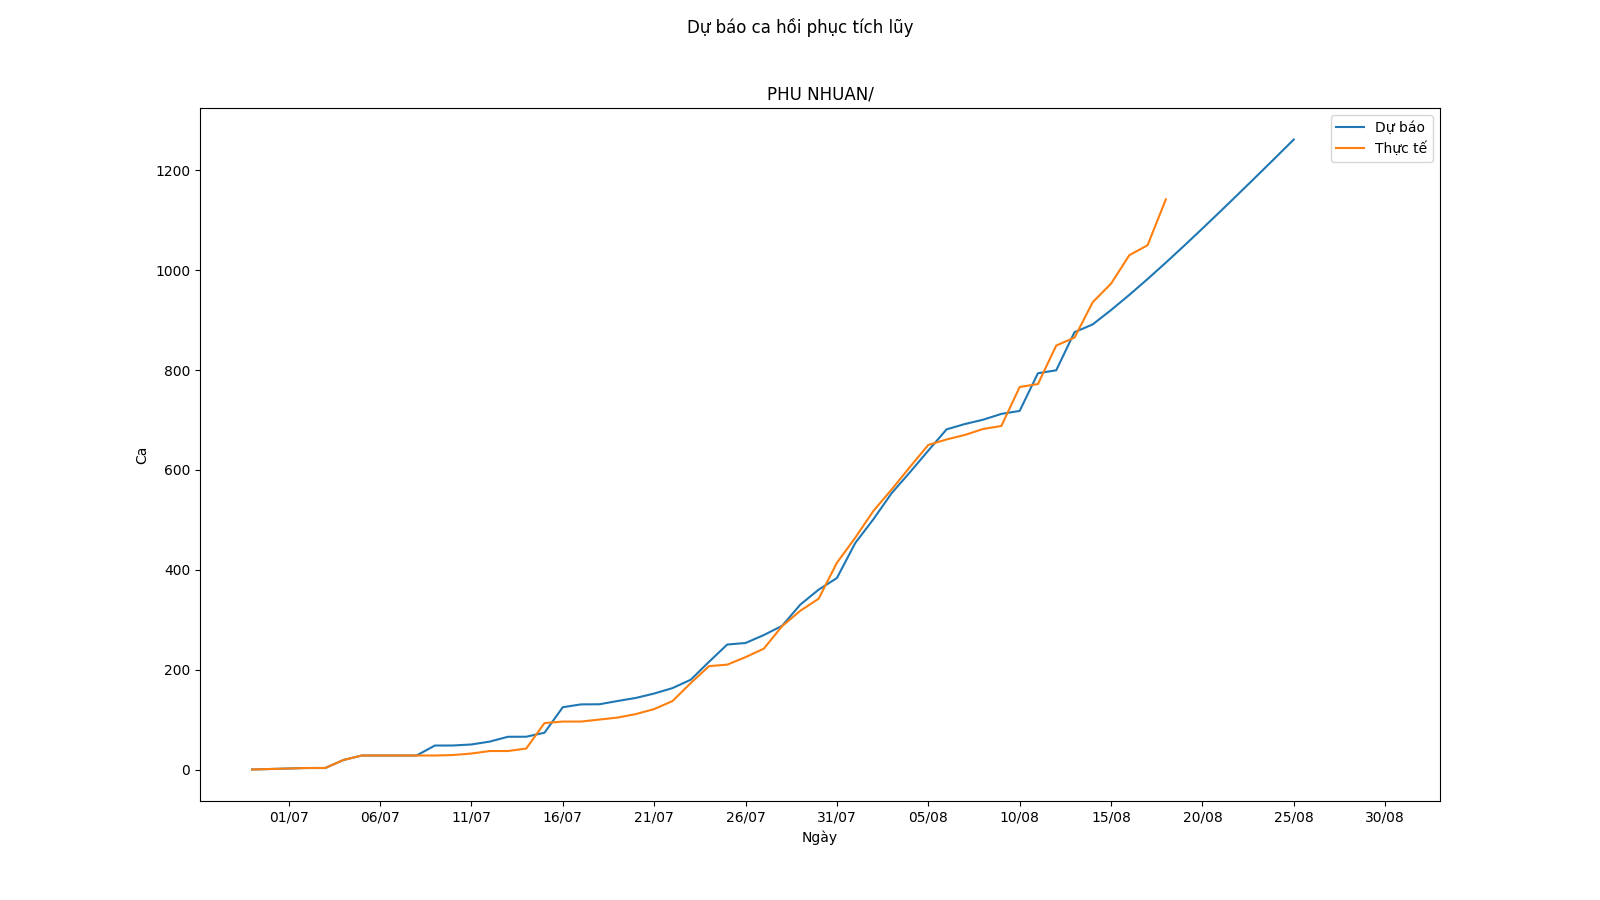 Dự báo ca hồi phục tích lũy
PHU NHUAN/
Dự báo
Thực tế
1200
1000
800
600
400
200
0
Ca
01/07 06/07 11/07 16/07 21/07 26/07 31/07 05/08 10/08 15/08 20/08 25/08 30/08
Ngày